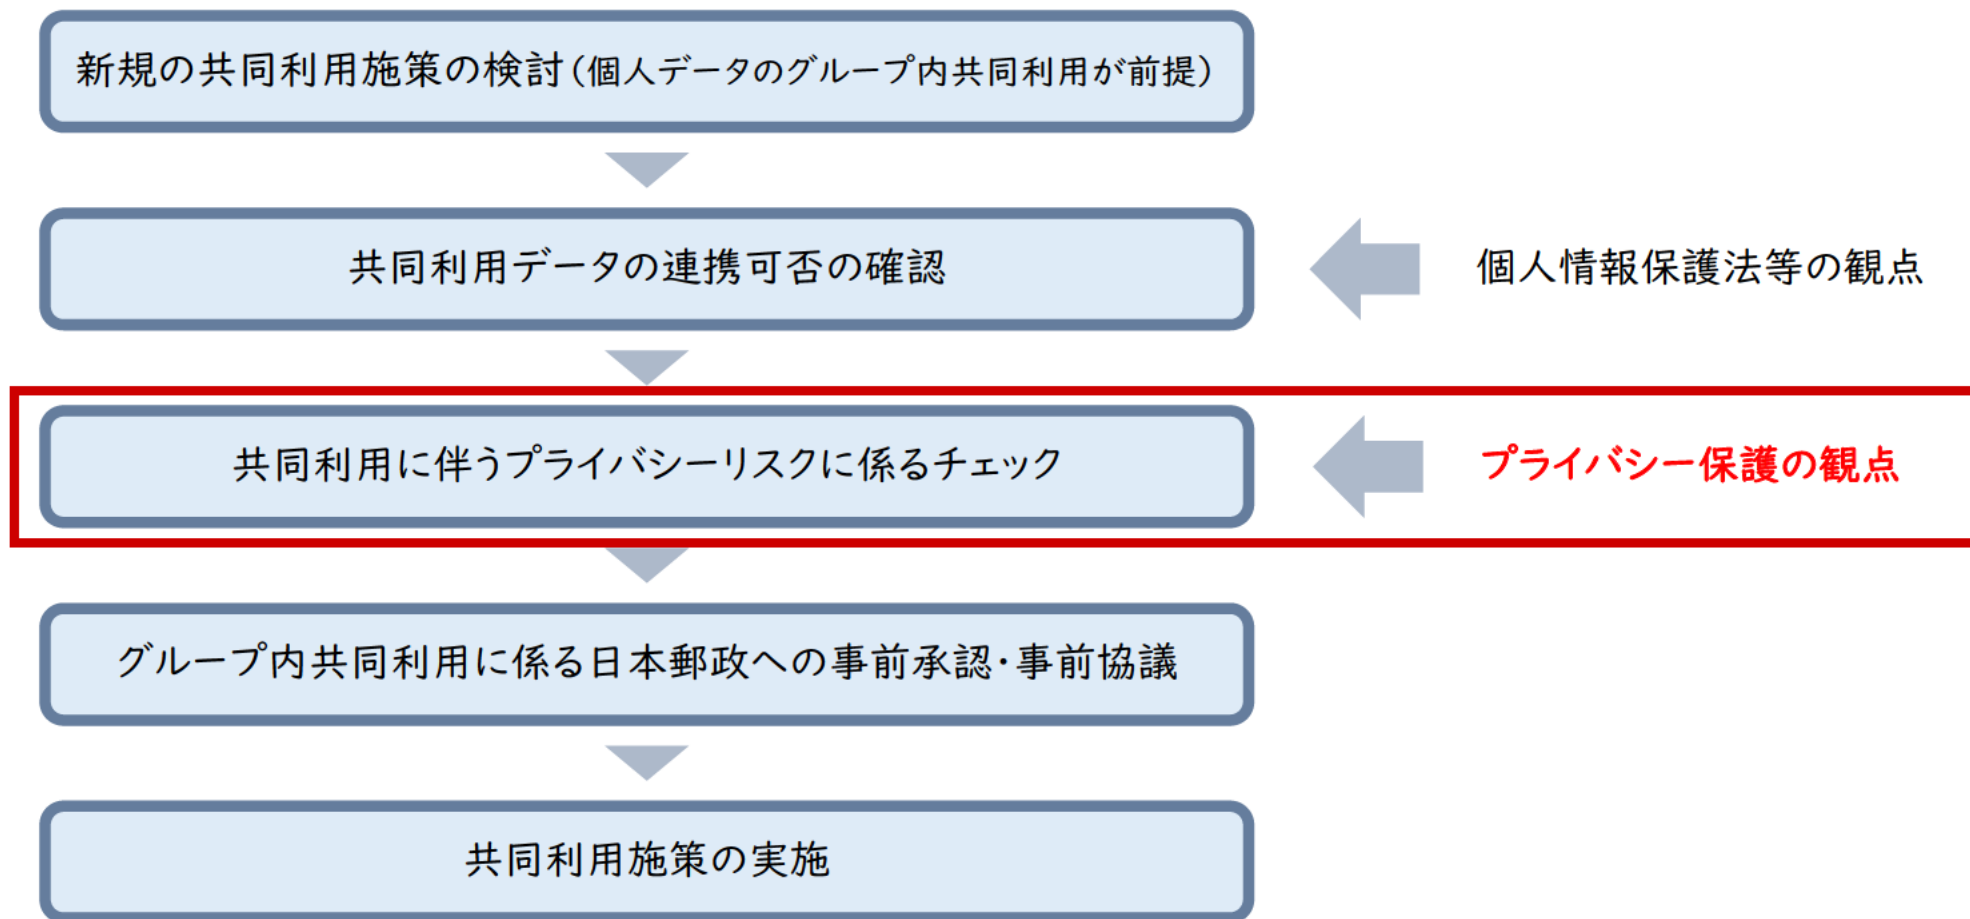 新規の共同利用施策の検討(個人データのグループ内共同利用が前提)
共同利用データの連携可否の確認
個人情報保護法等の観点
共同利用に伴うプライバシーリスクに係るチェック
プライバシー保護の観点
グループ内共同利用に係る日本郵政への事前承認・事前協議
共同利用施策の実施